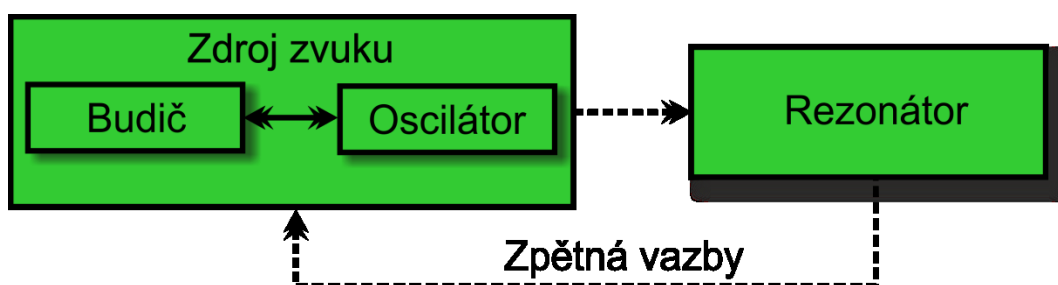 Zdroj zvuku
Budič
Oscilátor
Rezonátor
Zpětná vazby